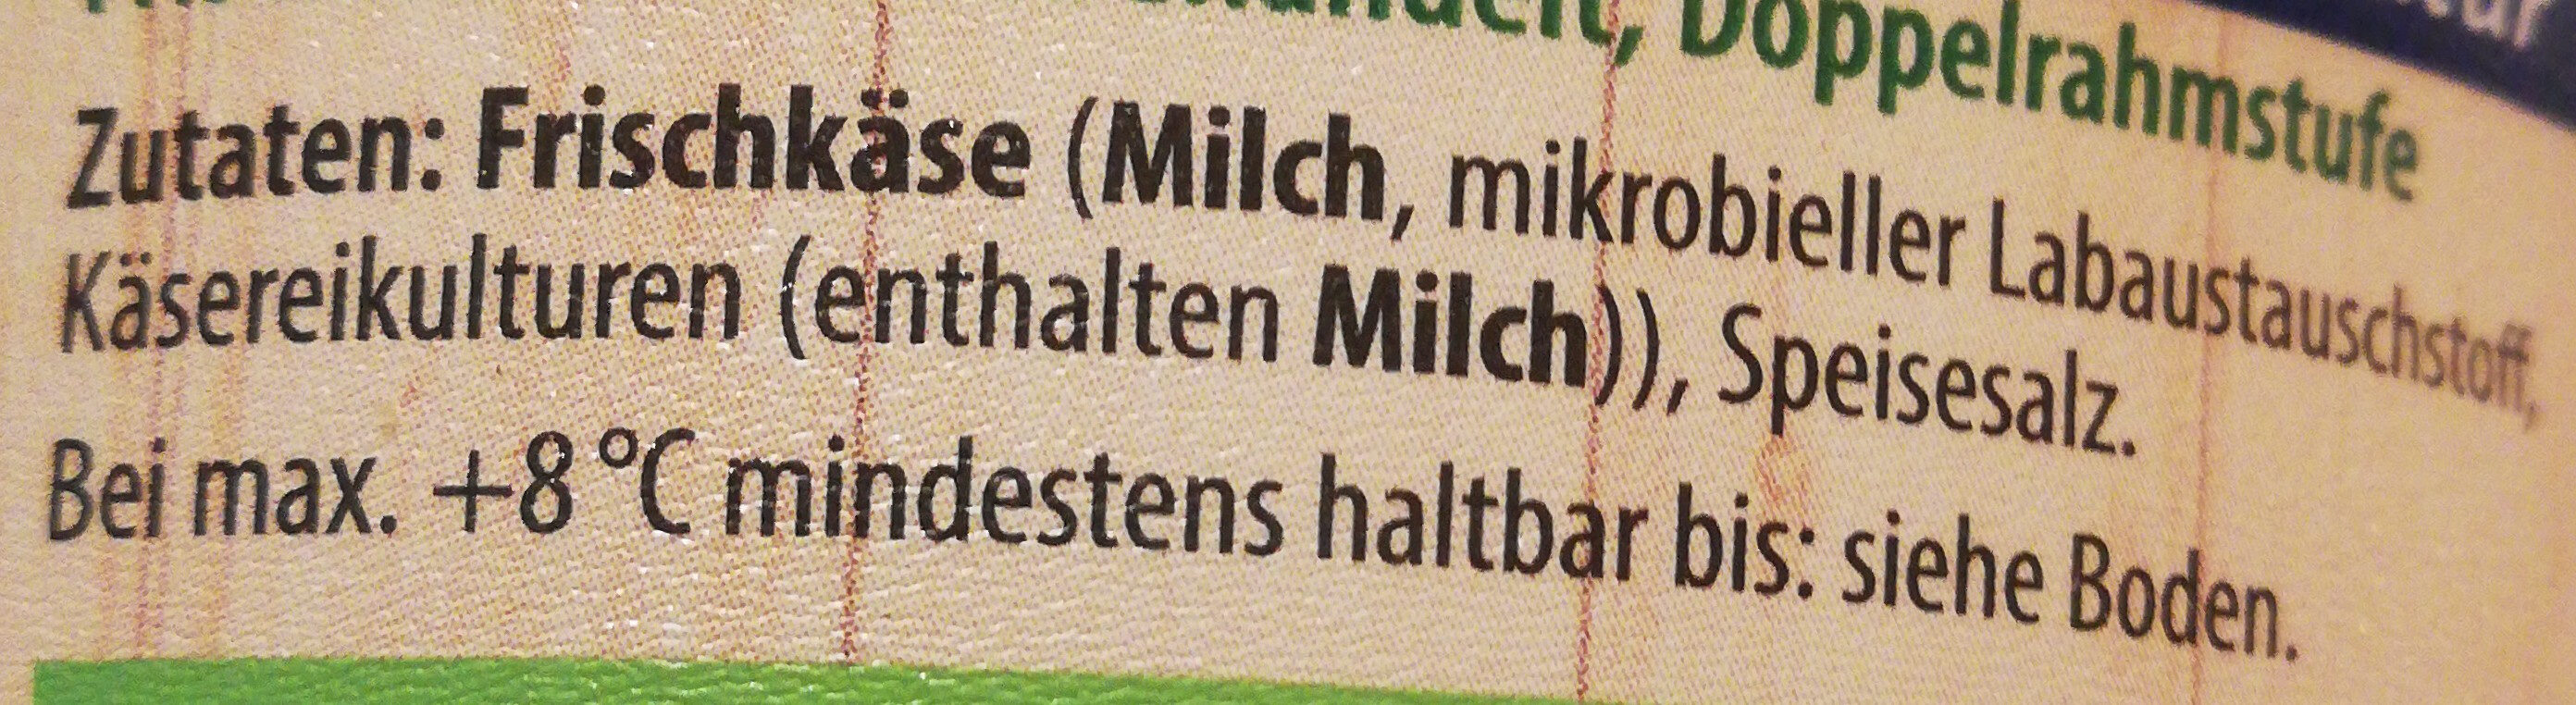 Doppelrahmstufe
Zutaten: Frischkäse (Milch, mikrobieller Labaustauschstoff,
Käsereikulturen (enthalten Milch)), Speisesalz.
Bei max. +8 °C mindestens haltbar bis: siehe Boden.